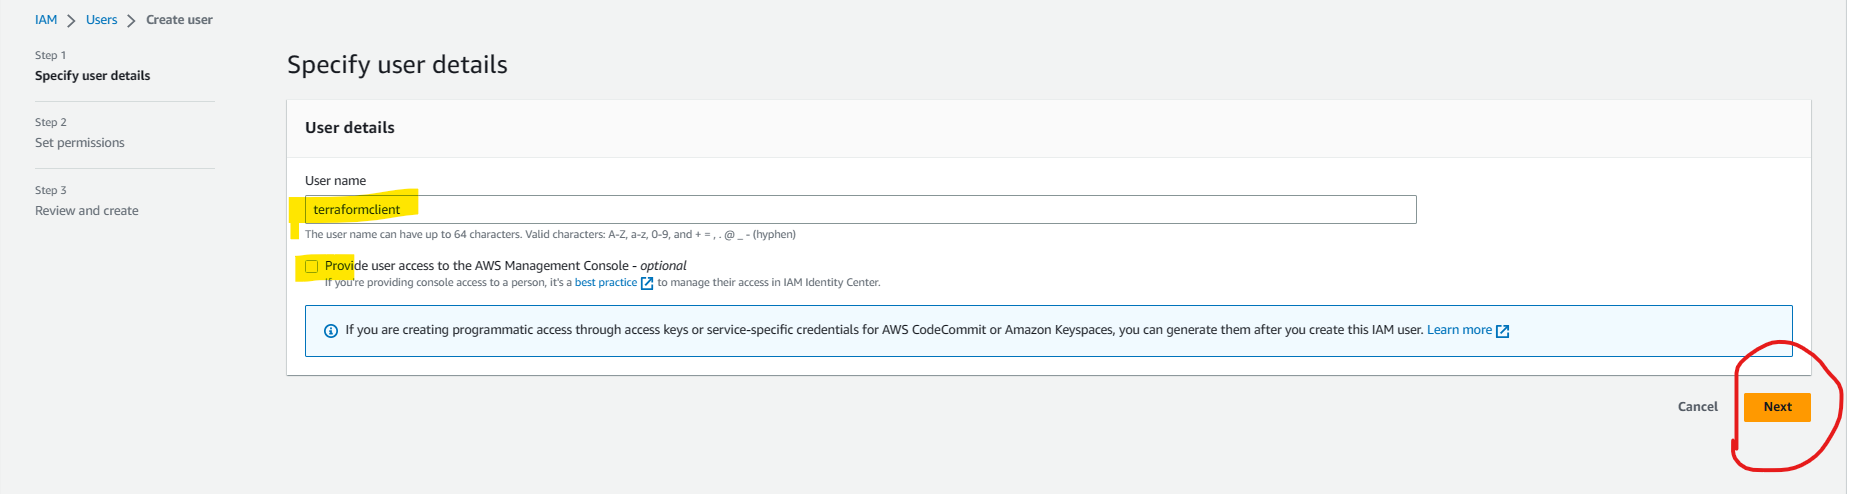 IAM > Users > Create user
Step 1
Specify user details
Step 2
Set permissions
Step 3
Review and create
Specify user details
User details
User name
terraformclient
The user name can have up to 64 characters. Valid characters: A-Z, a-z, 0-9, and + = , . @ _ - (hyphen)
Provide user access to the AWS Management Console - optional
If you're providing console access to a person, it's a best practice to manage their access in IAM Identity Center.
If you are creating programmatic access through access keys or service-specific credentials for AWS CodeCommit or Amazon Keyspaces, you can generate them after you create this IAM user. Learn more
Cancel Next